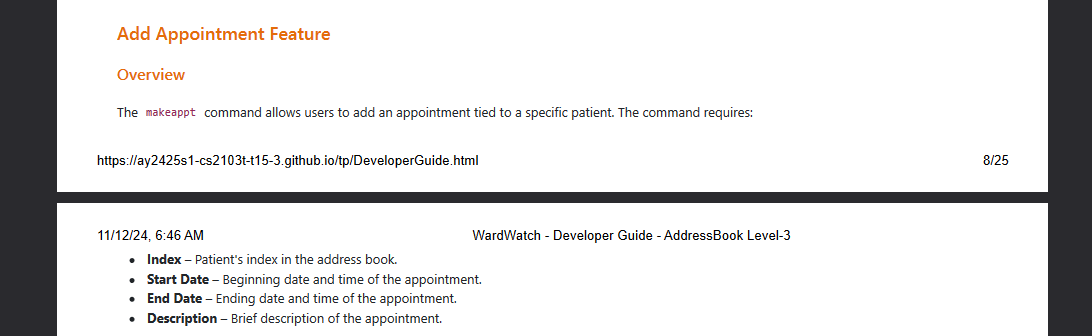 Add Appointment Feature
Overview
The makeappt command allows users to add an appointment tied to a specific patient. The command requires:
https://ay2425s1-cs2103t-t15-3.github.io/tp/DeveloperGuide.html 8/25
11/12/24, 6:46 AM WardWatch - Developer Guide - AddressBook Level-3
• Index – Patient's index in the address book.
• Start Date – Beginning date and time of the appointment.
• End Date – Ending date and time of the appointment.
• Description – Brief description of the appointment.